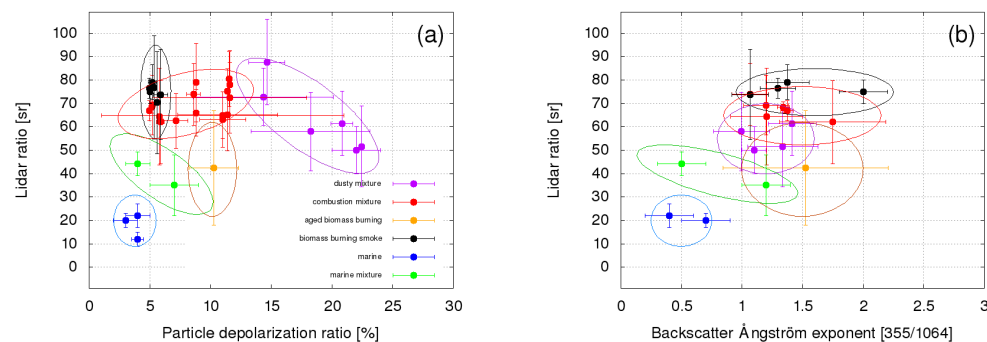 (a)
Lidar ratio [sr]
100
90
80
70
60
50
40
30
20
10
0
dusty mixture
combustion mixture
aged biomass burning
biomass burning smoke
marine
marine mixture
0 5 10 15 20 25 30
Particle depolarization ratio [%]
(b)
Lidar ratio [sr]
100
90
80
70
60
50
40
30
20
10
0
0 0.5 1 1.5 2 2.5 3
Backscatter Ångström exponent [355/1064]